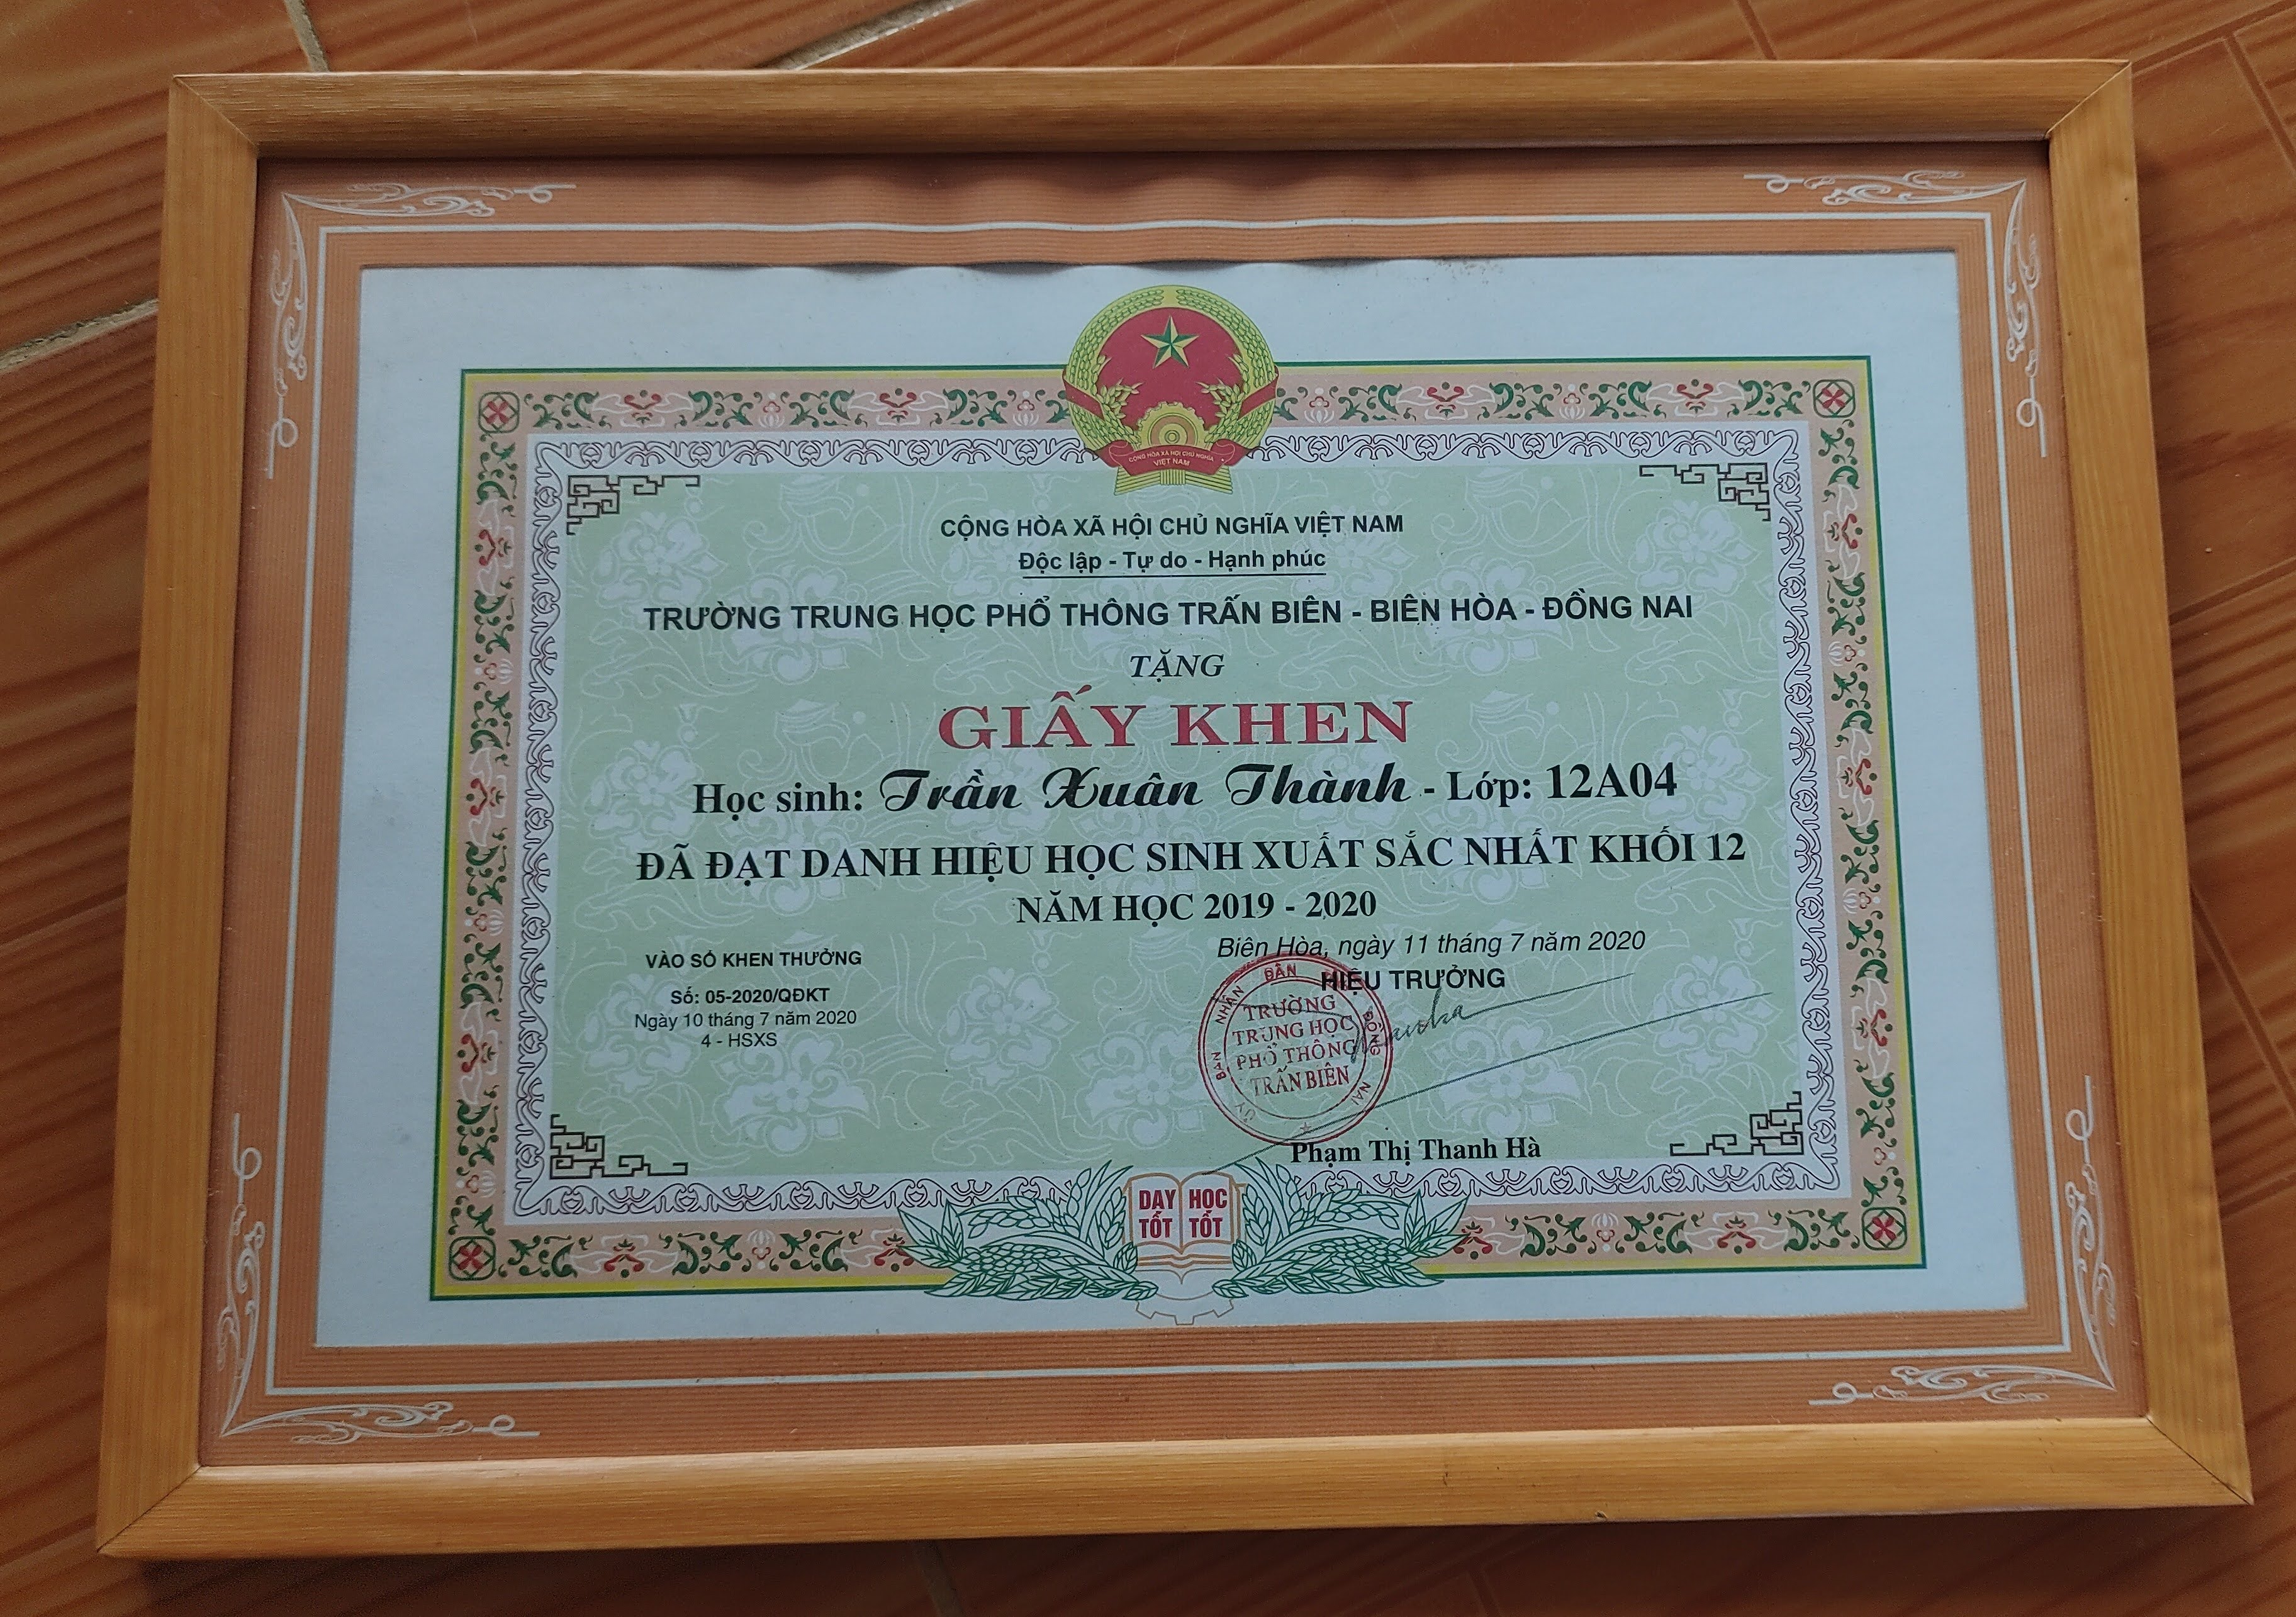 CỘNG HÒA XÃ HỘI CHỦ NGHĨA
VIỆT NAM
CỘNG HÒA XÃ HỘI CHỦ NGHĨA VIỆT NAM
Độc lập - Tự do - Hạnh phúc
TRƯỜNG TRUNG HỌC PHỔ THÔNG TRẤN BIÊN - BIÊN HÒA - ĐỒNG NAI
TẶNG
GIẤY KHEN
Học sinh: Trần Xuân Thành - Lớp: 12A04
ĐÃ ĐẠT DANH HIỆU HỌC SINH XUẤT SẮC NHẤT KHỐI 12
NĂM HỌC 2019 - 2020
VÀO SỔ KHEN THƯỞNG
Số: 05-2020/QĐKT
Ngày 10 tháng 7 năm 2020
4 - HSXS
Biên Hòa, ngày 11 tháng 7 năm 2020
HIỆU TRƯỞNG
ỦY BAN NHÂN DÂN ĐỒNG NAI
TRƯỜNG
TRUNG HỌC
PHỔ THÔNG
TRẤN BIÊN
Phạm Thị Thanh Hà
DẠY HỌC
TỐT TỐT